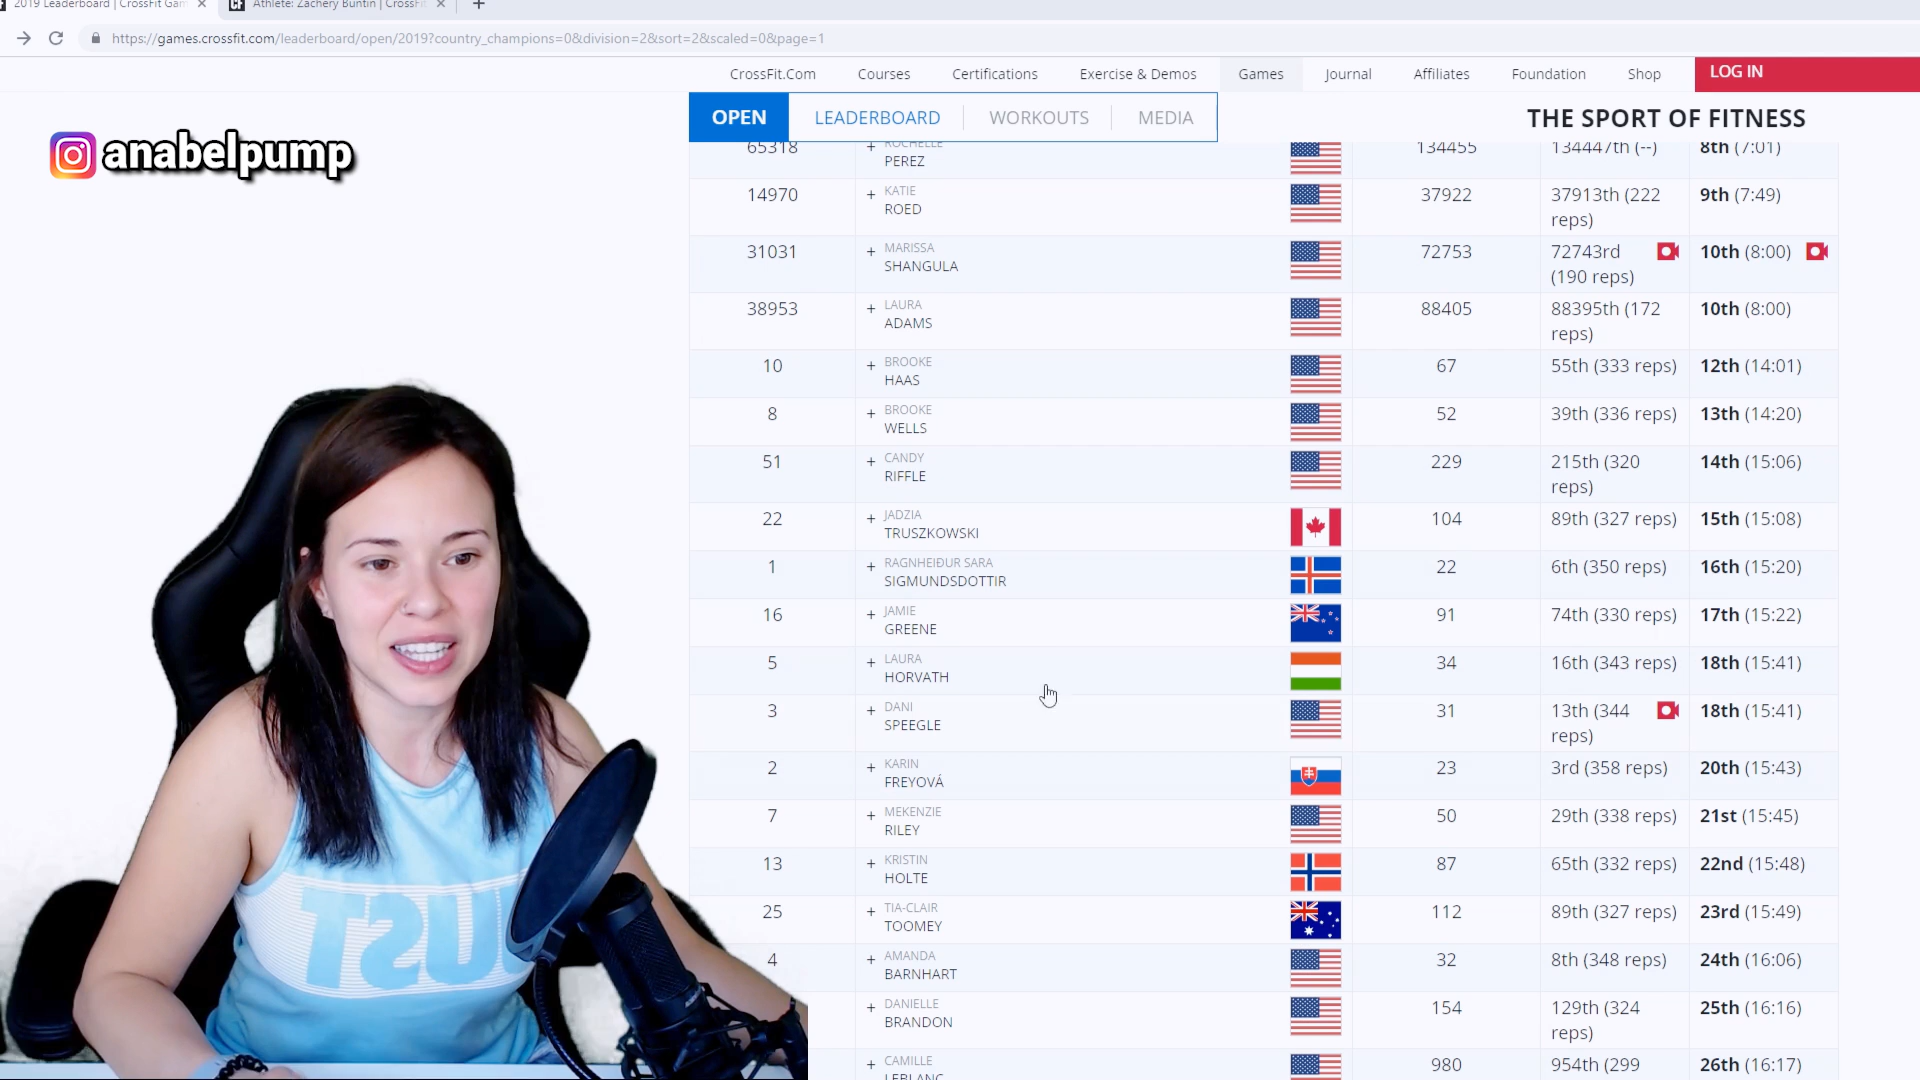 2019 Leaderboard | CrossFit Gam
Athlete: Zachery Buntin | CrossFit
https://games.crossfit.com/leaderboard/open/2019?country_champions=0&division=2&sort=2&scaled=0&page=1
CrossFit.Com Courses Certifications Exercise & Demos Games Journal Affiliates Foundation Shop LOG IN
OPEN LEADERBOARD WORKOUTS MEDIA THE SPORT OF FITNESS
anabelpump
65318 + ROCHELLE PEREZ 134455 134447th (--) 8th (7:01)
14970 + KATIE ROED 37922 37913th (222 reps) 9th (7:49)
31031 + MARISSA SHANGULA 72753 72743rd (190 reps) 10th (8:00)
38953 + LAURA ADAMS 88405 88395th (172 reps) 10th (8:00)
10 + BROOKE HAAS 67 55th (333 reps) 12th (14:01)
8 + BROOKE WELLS 52 39th (336 reps) 13th (14:20)
51 + CANDY RIFFLE 229 215th (320 reps) 14th (15:06)
22 + JADZIA TRUSZKOWSKI 104 89th (327 reps) 15th (15:08)
1 + RAGNHEIÐUR SARA SIGMUNDSDOTTIR 22 6th (350 reps) 16th (15:20)
16 + JAMIE GREENE 91 74th (330 reps) 17th (15:22)
5 + LAURA HORVATH 34 16th (343 reps) 18th (15:41)
3 + DANI SPEEGLE 31 13th (344 reps) 18th (15:41)
2 + KARIN FREYOVÁ 23 3rd (358 reps) 20th (15:43)
7 + MEKENZIE RILEY 50 29th (338 reps) 21st (15:45)
13 + KRISTIN HOLTE 87 65th (332 reps) 22nd (15:48)
25 + TIA-CLAIR TOOMEY 112 89th (327 reps) 23rd (15:49)
4 + AMANDA BARNHART 32 8th (348 reps) 24th (16:06)
+ DANIELLE BRANDON 154 129th (324 reps) 25th (16:16)
+ CAMILLE LEBLANC 980 954th (299 26th (16:17)